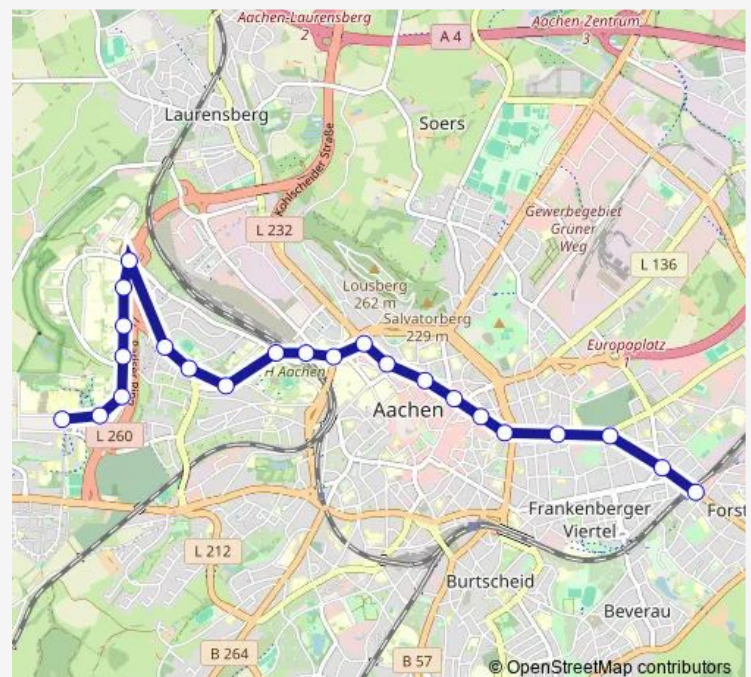 Aachen-Laurensberg
2
A 4
Aachen-Zentrum
3
Laurensberg
Soers
Kohlscheider Straße
L 232
Gewerbegebiet
Grüner
Weg
L 136
Lousberg
262 m
Salvatorberg
229 m
Europaplatz
1
H Aachen
Aachen
L 260
Frankenberger
Viertel
Forst
L 212
Burtscheid
Beverau
B 264
B 57
© OpenStreetMap contributors